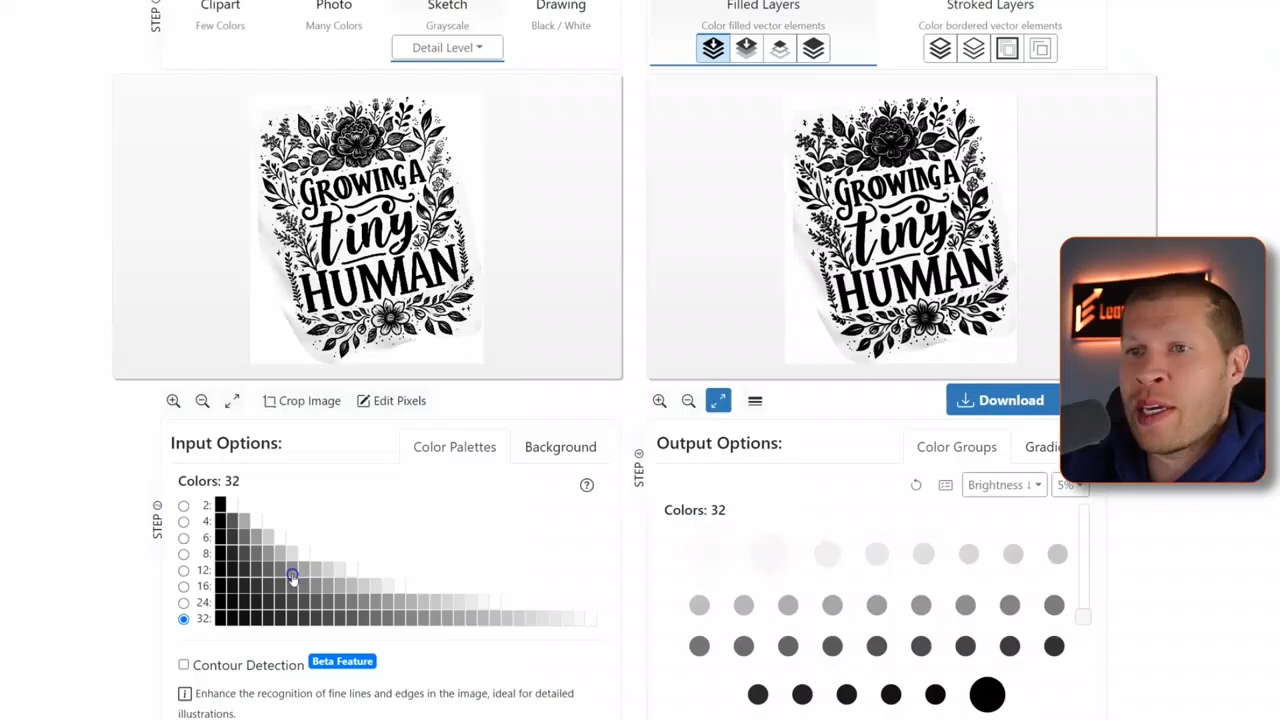 Clipart
Few Colors
Photo
Many Colors
Sketch
Grayscale
Detail Level
Drawing
Black / White
Filled Layers
Color filled vector elements
Stroked Layers
Color bordered vector elements
GROWING A
tiny
HUMAN
GROWING A
tiny
HUMAN
Crop Image
Edit Pixels
Download
Input Options:
Color Palettes
Background
Output Options:
Color Groups
STEP
Colors: 32
2:
4:
6:
8:
12:
16:
24:
32:
STEP
Brightness ↓
5%
Colors: 32
Contour Detection
Beta Feature
Enhance the recognition of fine lines and edges in the image, ideal for detailed
illustrations.
STEP